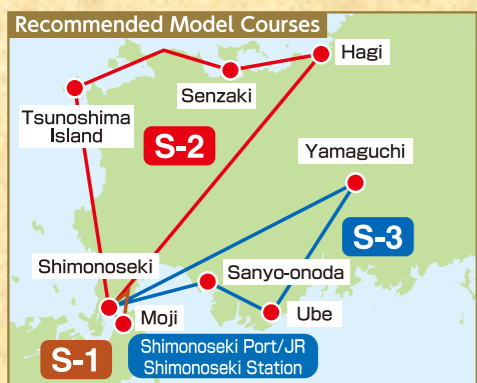 Recommended Model Courses
Hagi
Senzaki
Tsunoshima
Island
S-2
Yamaguchi
S-3
Shimonoseki
Sanyo-onoda
Moji
Ube
S-1
Shimonoseki Port/JR
Shimonoseki Station